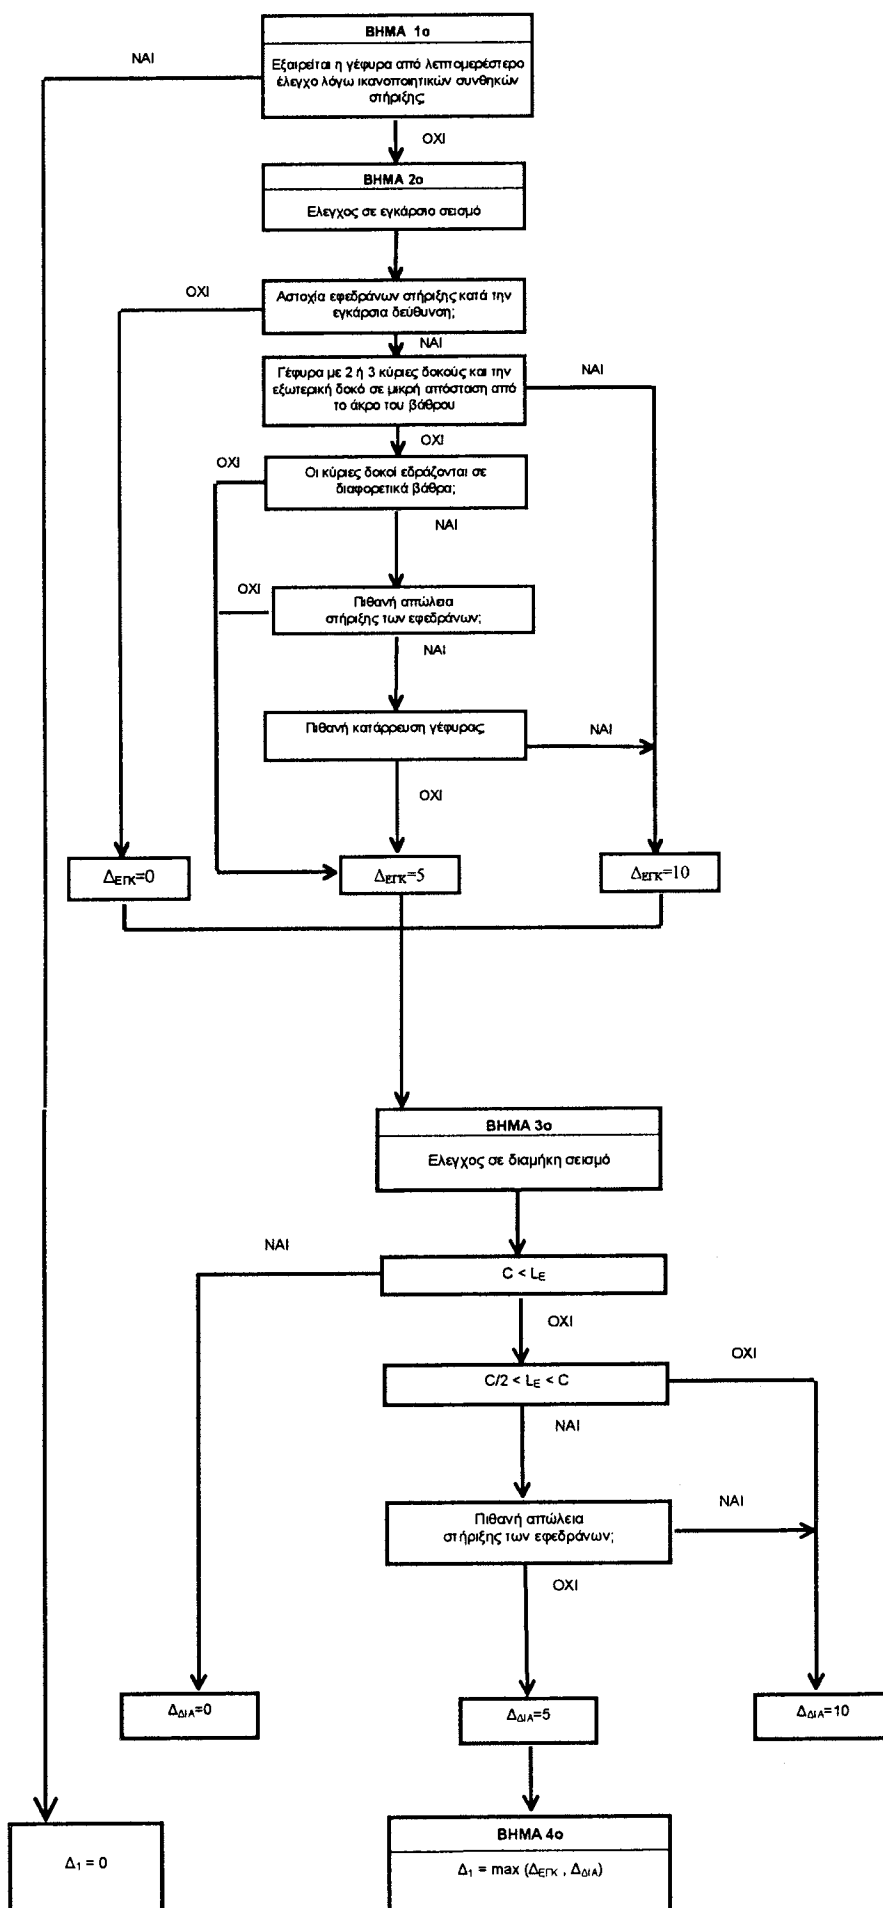 ΒΗΜΑ 1ο
ΝΑΙ
Εξαιρείται η γέφυρα από λεπτομερέστερο
έλεγχο λόγω ικανοποιητικών συνθηκών
στήριξης;
ΟΧΙ
ΒΗΜΑ 2ο
Ελεγχος σε εγκάρσιο σεισμό
ΟΧΙ
Αστοχία εφεδράνων στήριξης κατά την
εγκάρσια διεύθυνση;
ΝΑΙ
Γέφυρα με 2 ή 3 κύριες δοκούς και την
εξωτερική δοκό σε μικρή απόσταση από
το άκρο του βάθρου
ΝΑΙ
ΟΧΙ
ΟΧΙ
Οι κύριες δοκοί εδράζονται σε
διαφορετικά βάθρα;
ΝΑΙ
ΟΧΙ
Πιθανή απώλεια
στήριξης των εφεδράνων;
ΝΑΙ
Πιθανή κατάρρευση γέφυρας;
ΝΑΙ
ΟΧΙ
Δ_ΕΓΚ=0
Δ_ΕΓΚ=5
Δ_ΕΓΚ=10
ΒΗΜΑ 3ο
Ελεγχος σε διαμήκη σεισμό
ΝΑΙ
C < L_E
ΟΧΙ
ΟΧΙ
C/2 < L_E < C
ΝΑΙ
Πιθανή απώλεια
στήριξης των εφεδράνων;
ΝΑΙ
ΟΧΙ
Δ_ΔΙΑ=0
Δ_ΔΙΑ=5
Δ_ΔΙΑ=10
ΒΗΜΑ 4ο
Δ₁ = 0
Δ₁ = max (Δ_ΕΓΚ , Δ_ΔΙΑ)